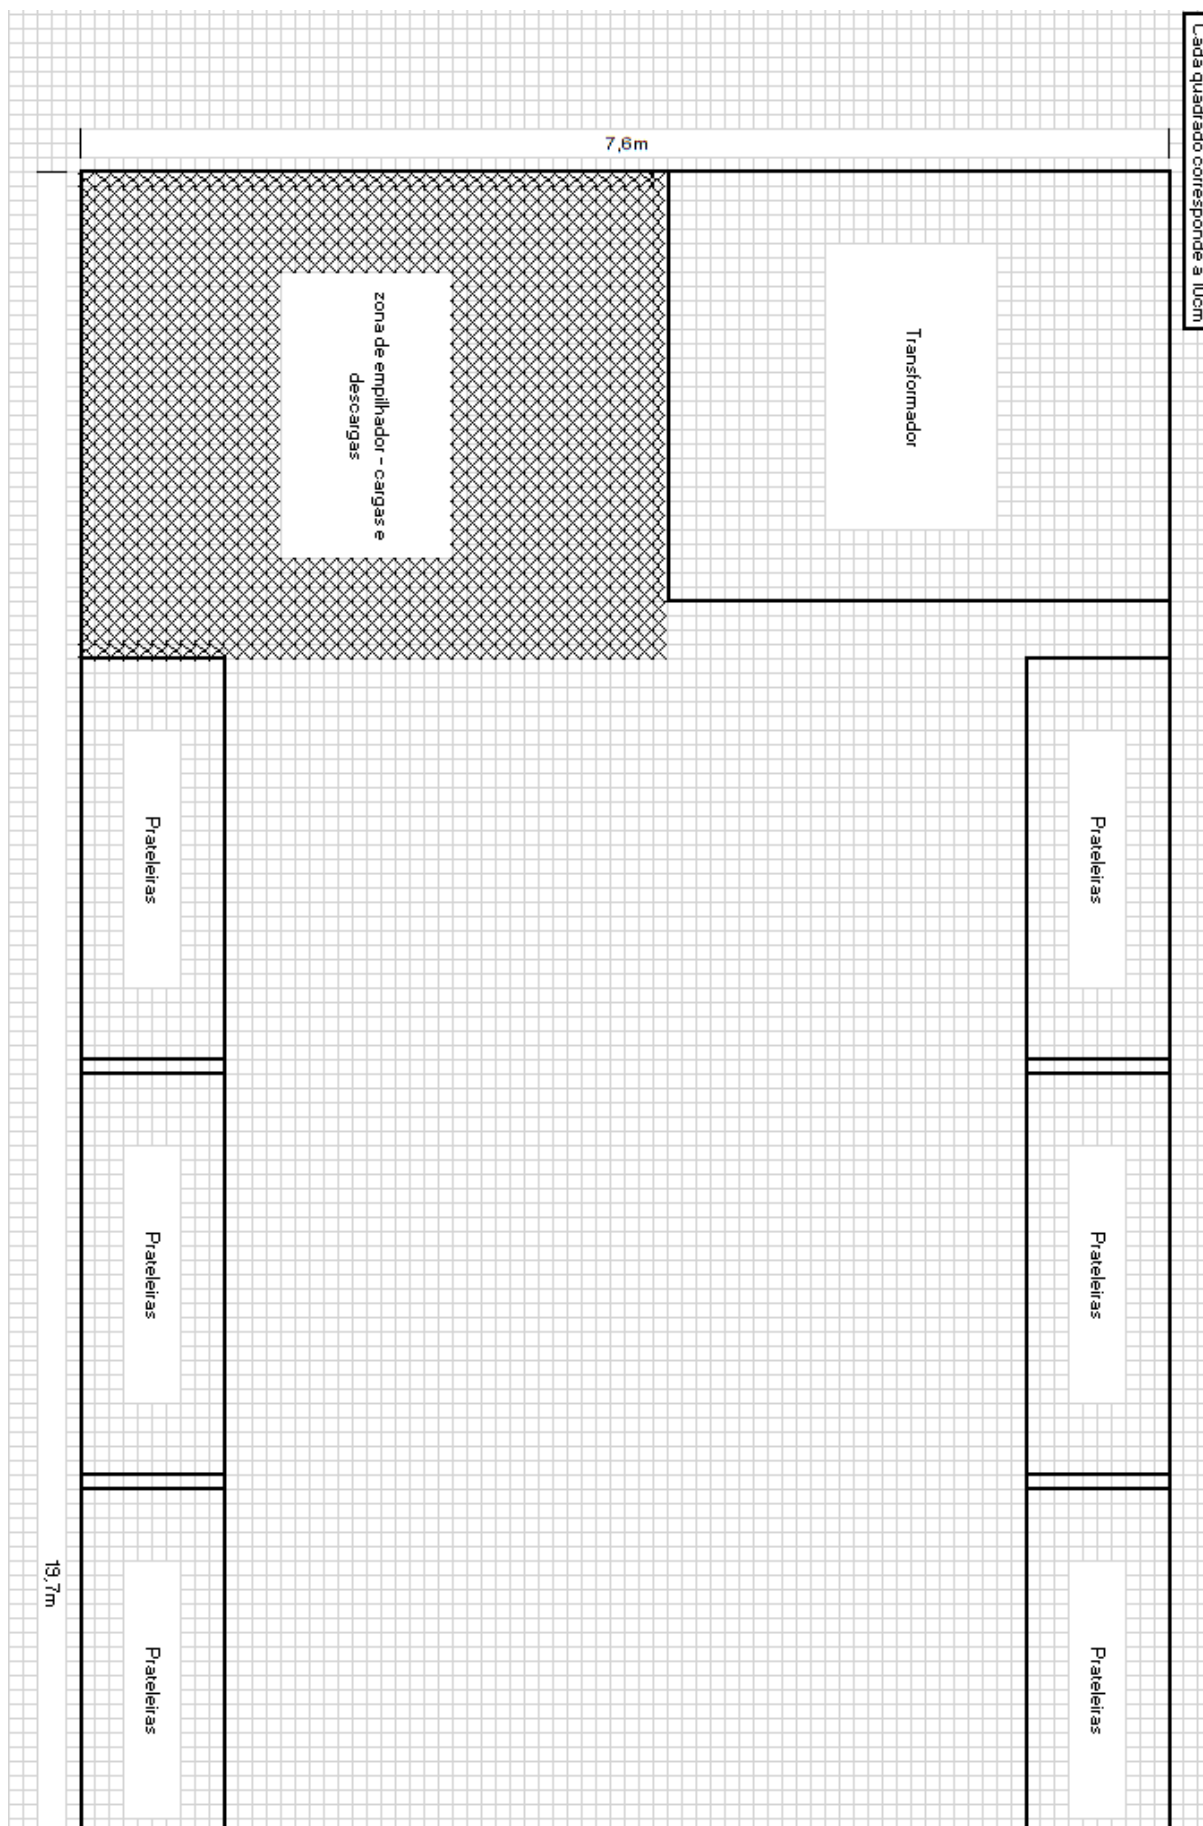 Cada quadrado corresponde a 10cm
7,6m
Transformador
zona de empilhador - cargas e
descargas
Prateleiras
Prateleiras
Prateleiras
Prateleiras
19,7m
Prateleiras
Prateleiras